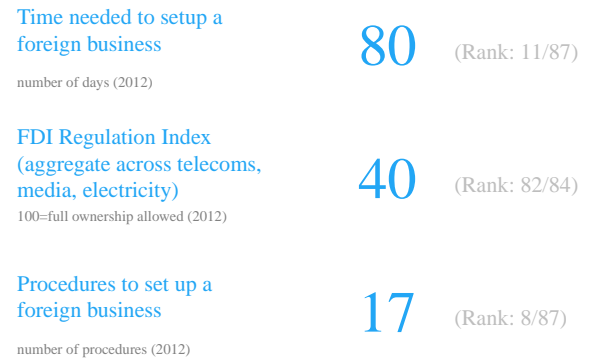 Time needed to setup a
foreign business
80 (Rank: 11/87)
number of days (2012)
FDI Regulation Index
(aggregate across telecoms,
media, electricity)
40 (Rank: 82/84)
100=full ownership allowed (2012)
Procedures to set up a
foreign business
17 (Rank: 8/87)
number of procedures (2012)